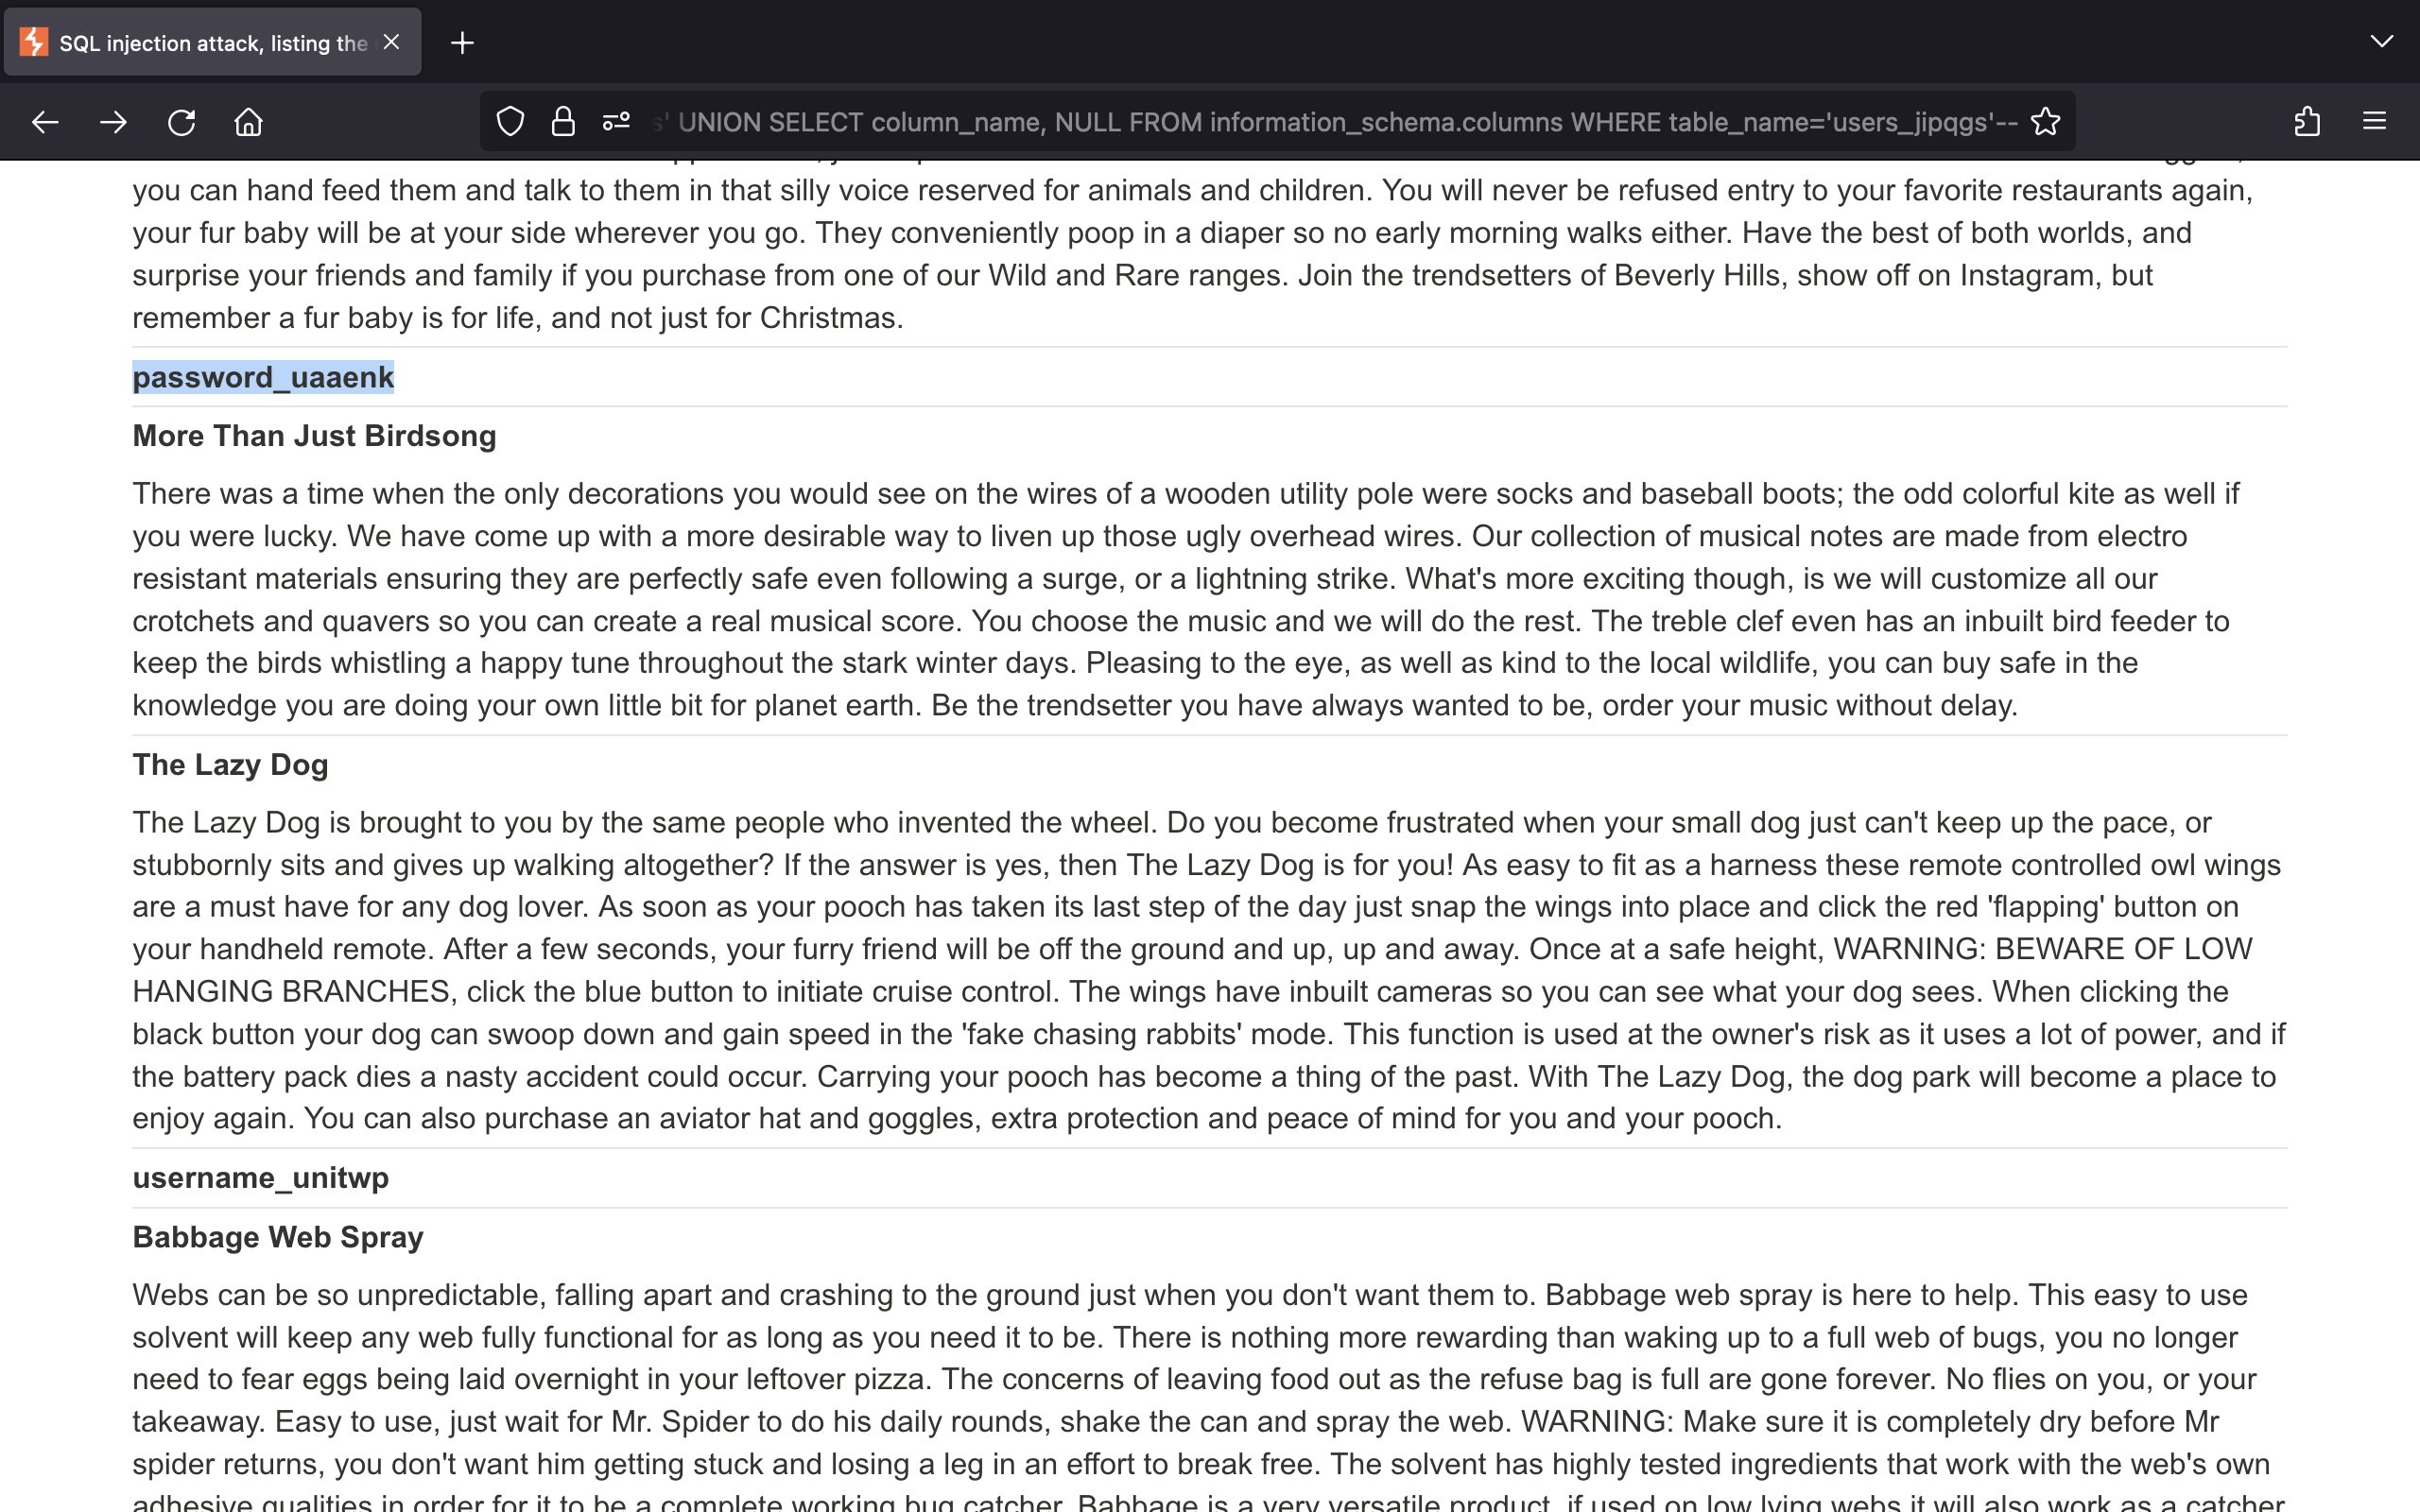 SQL injection attack, listing the
s' UNION SELECT column_name, NULL FROM information_schema.columns WHERE table_name='users_jipqgs'--
you can hand feed them and talk to them in that silly voice reserved for animals and children. You will never be refused entry to your favorite restaurants again,
your fur baby will be at your side wherever you go. They conveniently poop in a diaper so no early morning walks either. Have the best of both worlds, and
surprise your friends and family if you purchase from one of our Wild and Rare ranges. Join the trendsetters of Beverly Hills, show off on Instagram, but
remember a fur baby is for life, and not just for Christmas.
password_uaaenk
More Than Just Birdsong
There was a time when the only decorations you would see on the wires of a wooden utility pole were socks and baseball boots; the odd colorful kite as well if
you were lucky. We have come up with a more desirable way to liven up those ugly overhead wires. Our collection of musical notes are made from electro
resistant materials ensuring they are perfectly safe even following a surge, or a lightning strike. What's more exciting though, is we will customize all our
crotchets and quavers so you can create a real musical score. You choose the music and we will do the rest. The treble clef even has an inbuilt bird feeder to
keep the birds whistling a happy tune throughout the stark winter days. Pleasing to the eye, as well as kind to the local wildlife, you can buy safe in the
knowledge you are doing your own little bit for planet earth. Be the trendsetter you have always wanted to be, order your music without delay.
The Lazy Dog
The Lazy Dog is brought to you by the same people who invented the wheel. Do you become frustrated when your small dog just can't keep up the pace, or
stubbornly sits and gives up walking altogether? If the answer is yes, then The Lazy Dog is for you! As easy to fit as a harness these remote controlled owl wings
are a must have for any dog lover. As soon as your pooch has taken its last step of the day just snap the wings into place and click the red 'flapping' button on
your handheld remote. After a few seconds, your furry friend will be off the ground and up, up and away. Once at a safe height, WARNING: BEWARE OF LOW
HANGING BRANCHES, click the blue button to initiate cruise control. The wings have inbuilt cameras so you can see what your dog sees. When clicking the
black button your dog can swoop down and gain speed in the 'fake chasing rabbits' mode. This function is used at the owner's risk as it uses a lot of power, and if
the battery pack dies a nasty accident could occur. Carrying your pooch has become a thing of the past. With The Lazy Dog, the dog park will become a place to
enjoy again. You can also purchase an aviator hat and goggles, extra protection and peace of mind for you and your pooch.
username_unitwp
Babbage Web Spray
Webs can be so unpredictable, falling apart and crashing to the ground just when you don't want them to. Babbage web spray is here to help. This easy to use
solvent will keep any web fully functional for as long as you need it to be. There is nothing more rewarding than waking up to a full web of bugs, you no longer
need to fear eggs being laid overnight in your leftover pizza. The concerns of leaving food out as the refuse bag is full are gone forever. No flies on you, or your
takeaway. Easy to use, just wait for Mr. Spider to do his daily rounds, shake the can and spray the web. WARNING: Make sure it is completely dry before Mr
spider returns, you don't want him getting stuck and losing a leg in an effort to break free. The solvent has highly tested ingredients that work with the web's own
adhesive qualities in order for it to be a complete working bug catcher. Babbage is a very versatile product, if used on low lying webs it will also work as a catcher